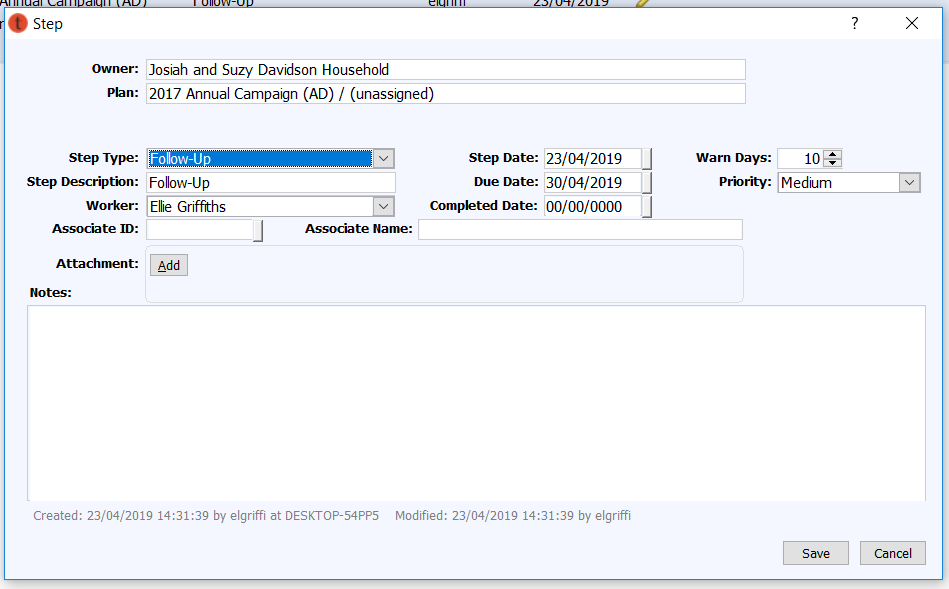 Annual Campaign (AD) Follow-Up elgriffi 23/04/2019
t Step ?
Owner: Josiah and Suzy Davidson Household
Plan: 2017 Annual Campaign (AD) / (unassigned)
Step Type: Follow-Up Step Date: 23/04/2019 Warn Days: 10
Step Description: Follow-Up Due Date: 30/04/2019 Priority: Medium
Worker: Ellie Griffiths Completed Date: 00/00/0000
Associate ID: Associate Name:
Attachment: Add
Notes:
Created: 23/04/2019 14:31:39 by elgriffi at DESKTOP-54PP5 Modified: 23/04/2019 14:31:39 by elgriffi
Save Cancel